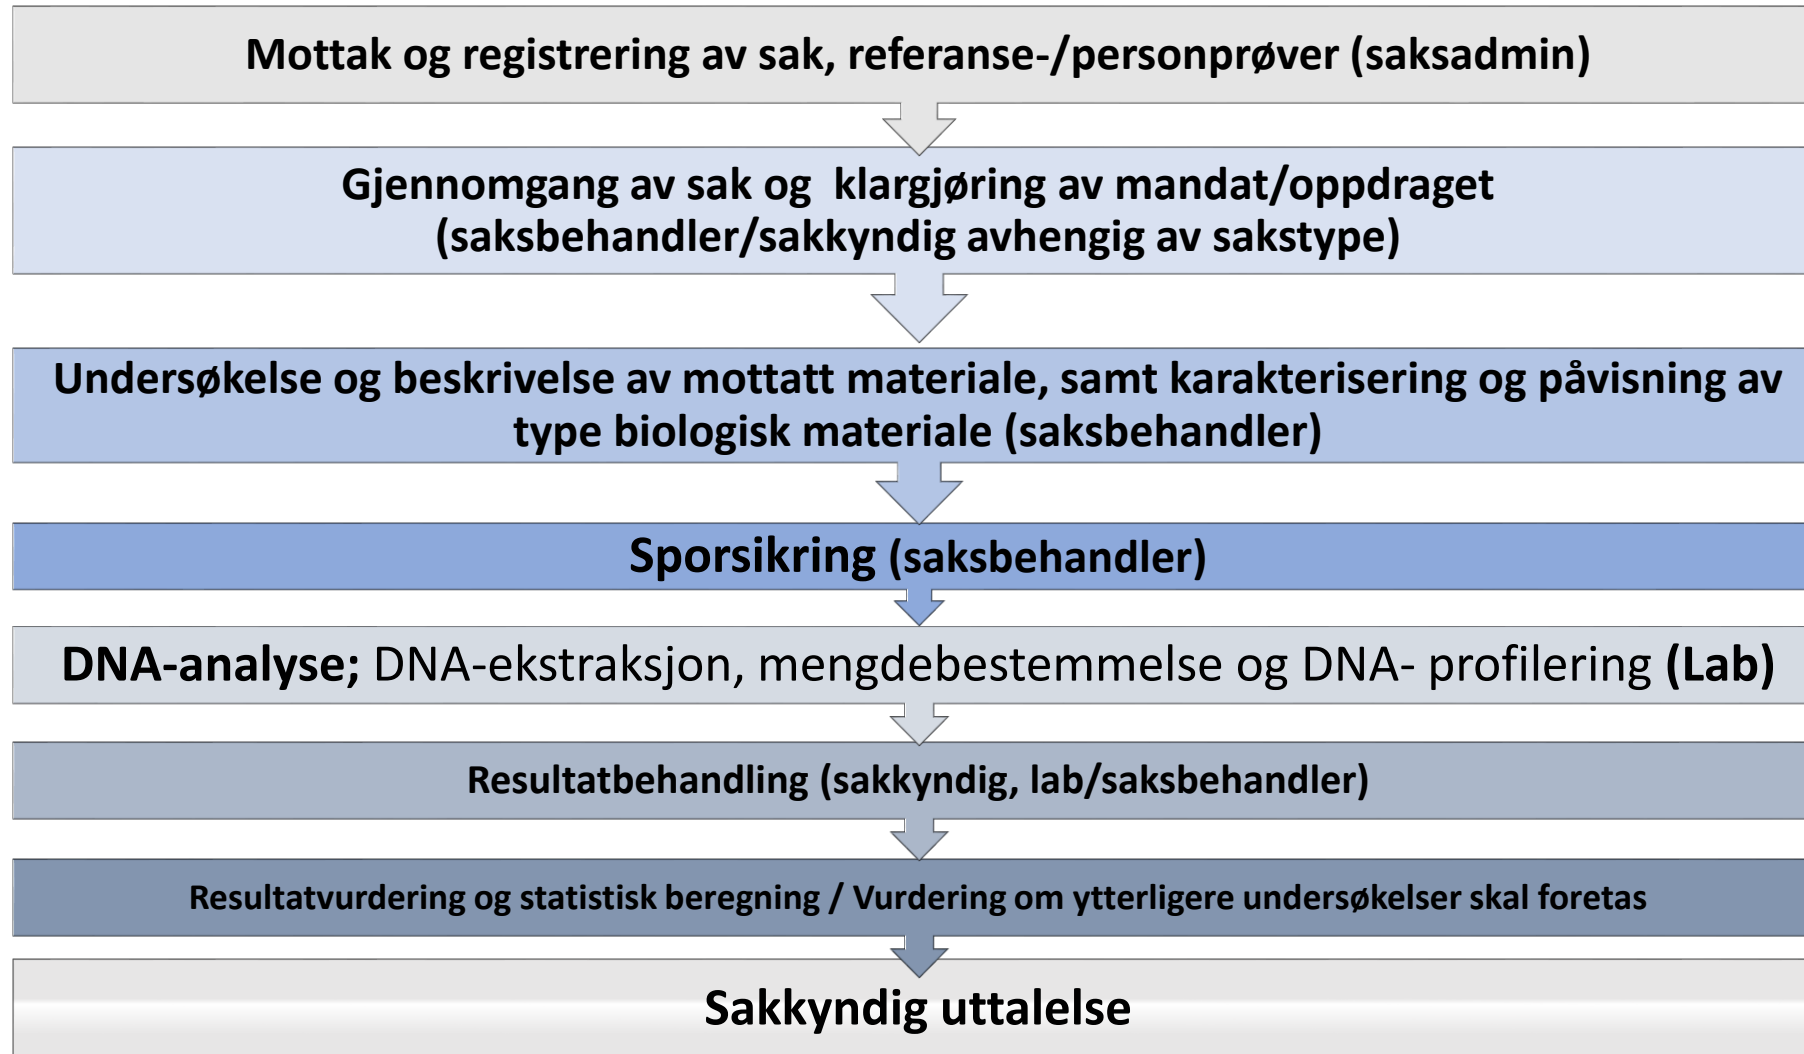 Mottak og registrering av sak, referanse-/personprøver (saksadmin)
Gjennomgang av sak og  klargjøring av mandat/oppdraget
(saksbehandler/sakkyndig avhengig av sakstype)
Undersøkelse og beskrivelse av mottatt materiale, samt karakterisering og påvisning av
type biologisk materiale (saksbehandler)
Sporsikring (saksbehandler)
DNA-analyse; DNA-ekstraksjon, mengdebestemmelse og DNA- profilering (Lab)
Resultatbehandling (sakkyndig, lab/saksbehandler)
Resultatvurdering og statistisk beregning / Vurdering om ytterligere undersøkelser skal foretas
Sakkyndig uttalelse